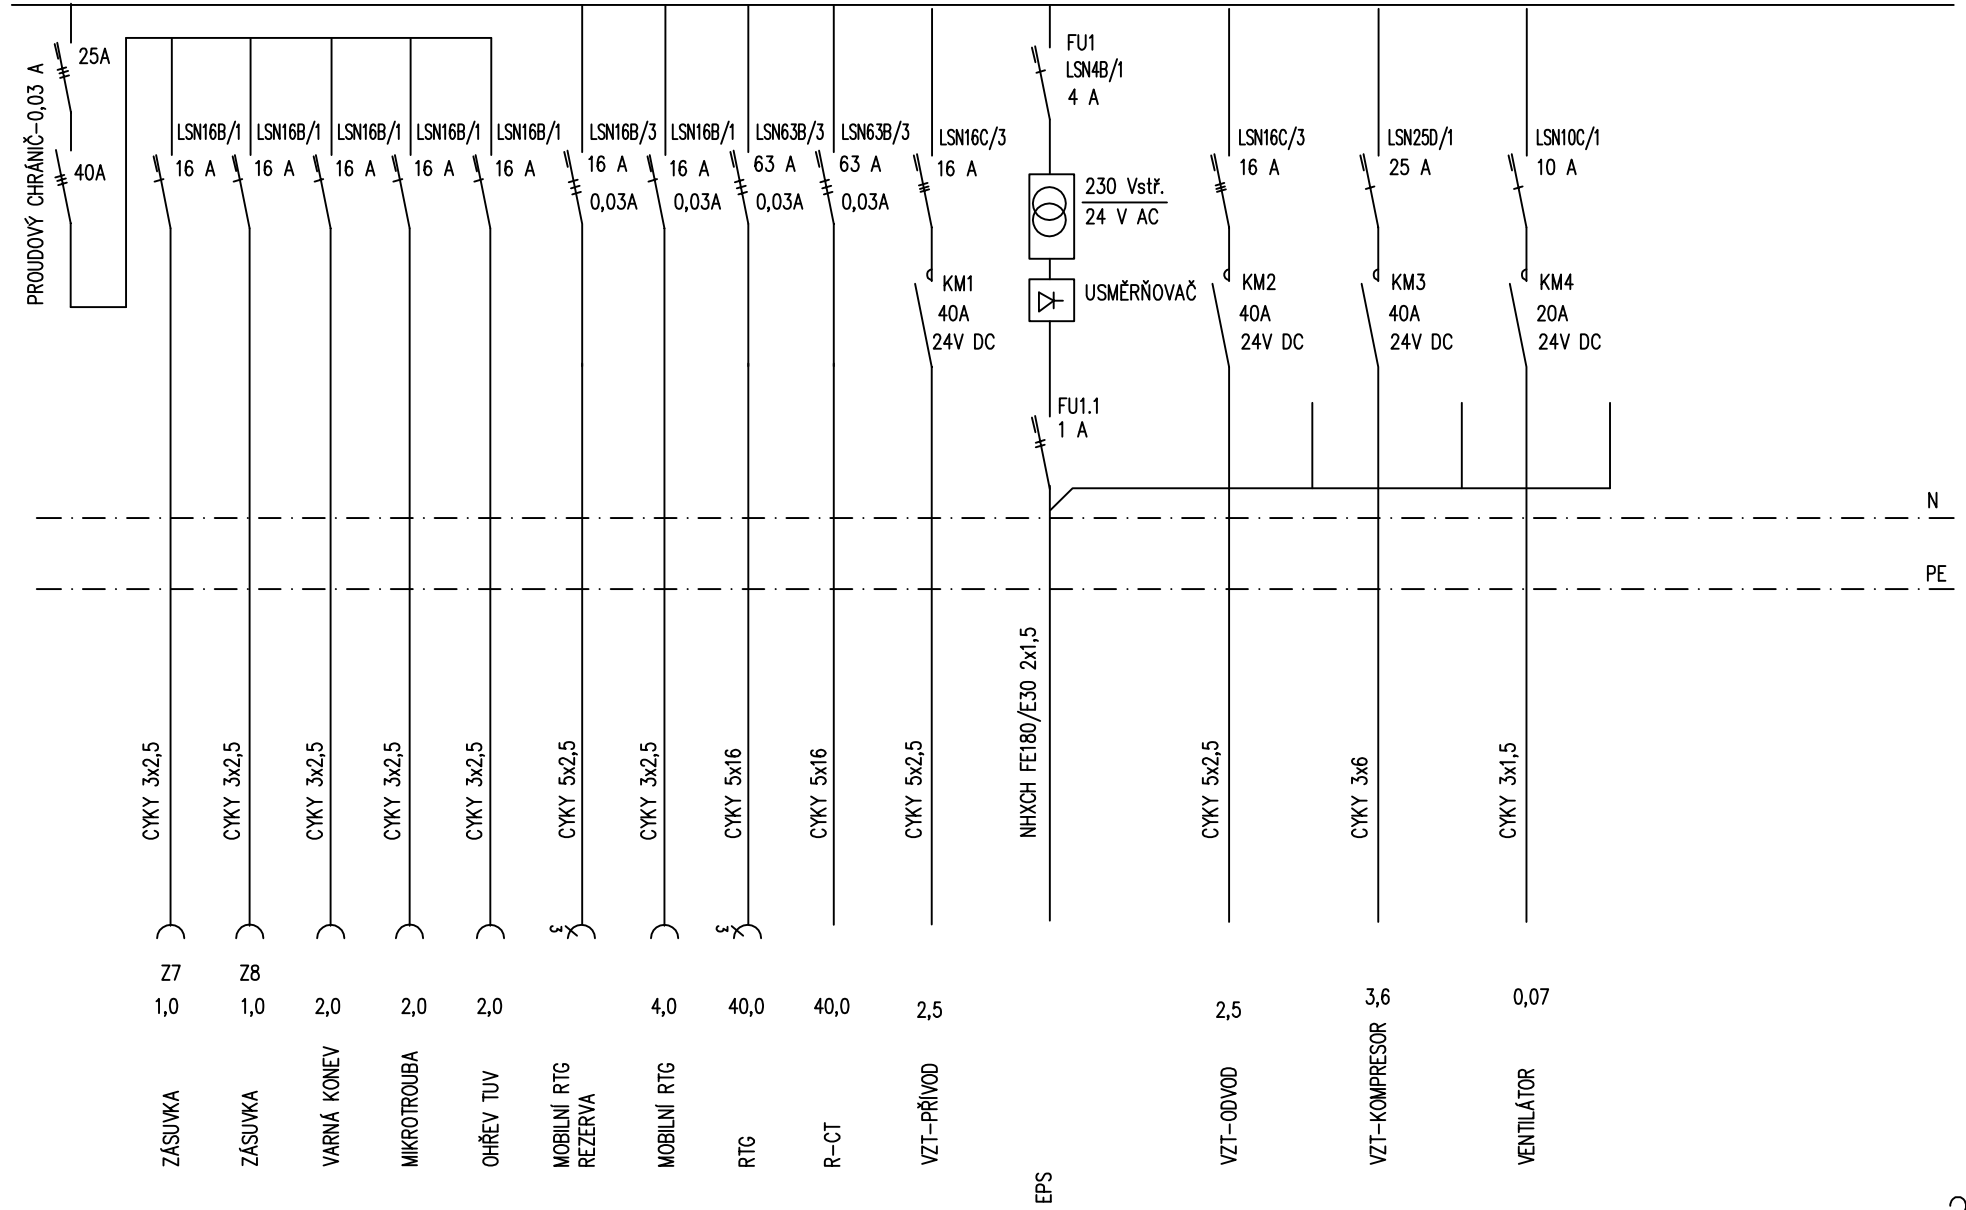 PROUDOVÝ CHRÁNIČ-0,03 A
25A
40A
LSN16B/1
16 A
LSN16B/1
16 A
LSN16B/1
16 A
LSN16B/1
16 A
LSN16B/1
16 A
LSN16B/3
16 A
0,03A
LSN16B/1
16 A
0,03A
LSN63B/3
63 A
0,03A
LSN63B/3
63 A
0,03A
LSN16C/3
16 A
KM1
40A
24V DC
FU1
LSN4B/1
4 A
230 Vstř.
24 V AC
USMĚRŇOVAČ
FU1.1
1 A
LSN16C/3
16 A
KM2
40A
24V DC
LSN25D/1
25 A
KM3
40A
24V DC
LSN10C/1
10 A
KM4
20A
24V DC
N
PE
CYKY 3x2,5
CYKY 3x2,5
CYKY 3x2,5
CYKY 3x2,5
CYKY 3x2,5
CYKY 5x2,5
CYKY 3x2,5
CYKY 5x16
CYKY 5x16
CYKY 5x2,5
NHXCH FE180/E30 2x1,5
CYKY 5x2,5
CYKY 3x6
CYKY 3x1,5
3
3
Z7
Z8
1,0
1,0
2,0
2,0
2,0
4,0
40,0
40,0
2,5
2,5
3,6
0,07
ZÁSUVKA
ZÁSUVKA
VARNÁ KONEV
MIKROTROUBA
OHŘEV TUV
MOBILNÍ RTG
REZERVA
MOBILNÍ RTG
RTG
R-CT
VZT-PŘÍVOD
EPS
VZT-ODVOD
VZT-KOMPRESOR
VENTILÁTOR